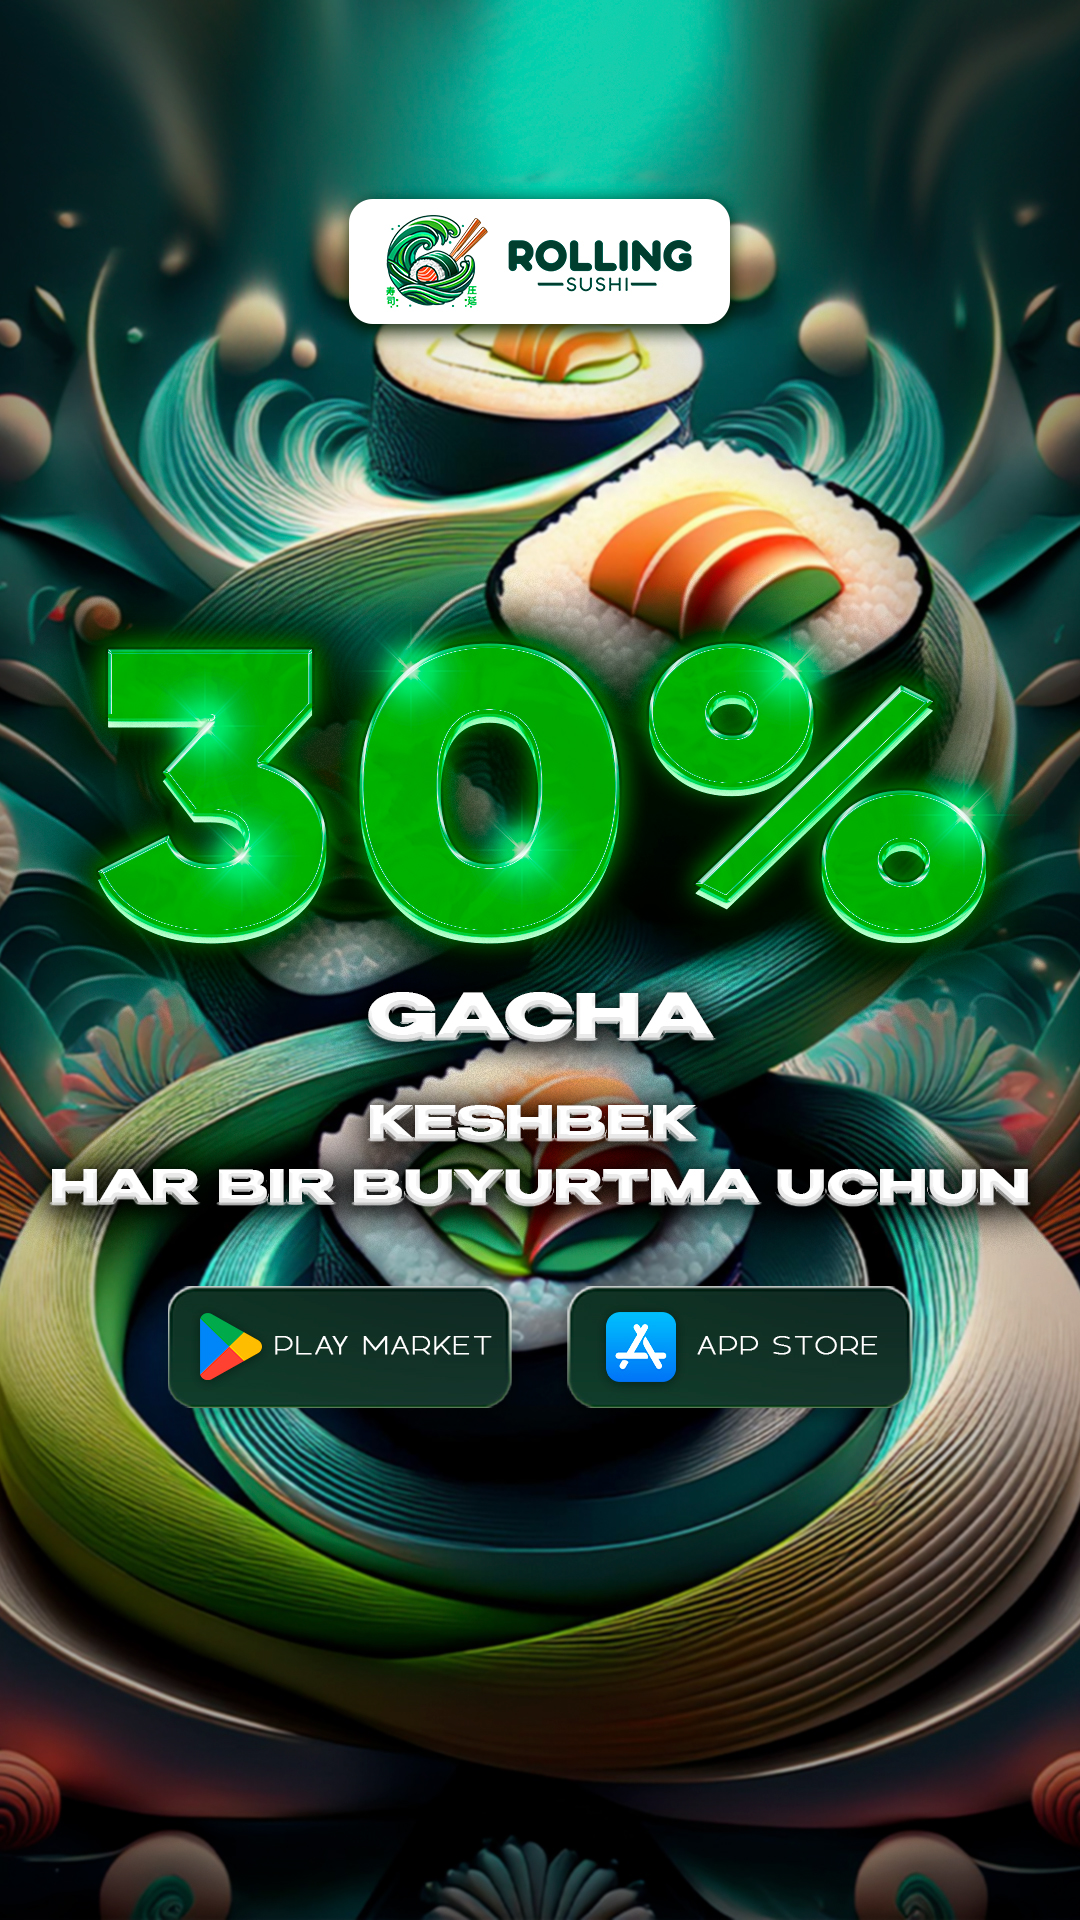 ROLLING
SUSHI
30%
GACHA
KESHBEK
HAR BIR BUYURTMA UCHUN
PLAY MARKET
APP STORE